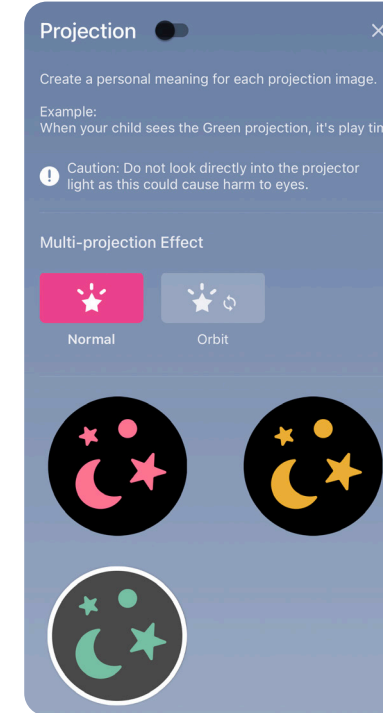 Projection
Create a personal meaning for each projection image.
Example:
When your child sees the Green projection, it's play
Caution: Do not look directly into the projector
light as this could cause harm to eyes.
Multi-projection Effect
Normal
Orbit